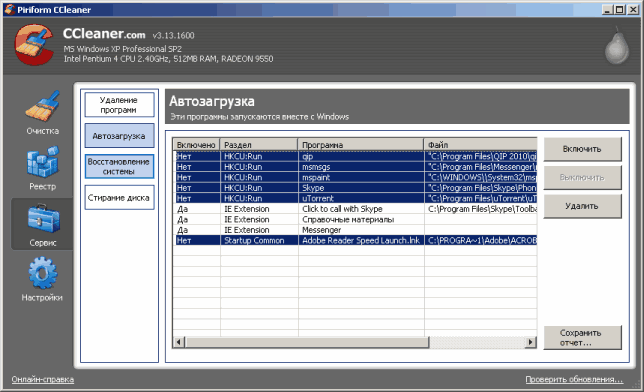 Piriform CCleaner
CCleaner.com v3.13.1600
MS Windows XP Professional SP2
Intel Pentium 4 CPU 2.40GHz, 512MB RAM, RADEON 9550
Очистка
Реестр
Сервис
Настройки
Удаление
программ
Автозагрузка
Восстановление
системы
Стирание диска
Автозагрузка
Эти программы запускаются вместе с Windows
Включено Раздел Программа Файл
Нет HKCU:Run qip "C:\Program Files\QIP 2010\qi
Нет HKCU:Run msmsgs "C:\Program Files\Messenger\
Нет HKCU:Run mspaint "C:\WINDOWS\\System32\msp
Нет HKCU:Run Skype "C:\Program Files\Skype\Phon
Нет HKCU:Run uTorrent "C:\Program Files\uTorrent\uT
Да IE Extension Click to call with Skype C:\Program Files\Skype\Toolba
Да IE Extension Справочные материалы
Да IE Extension Messenger
Нет Startup Common Adobe Reader Speed Launch.lnk C:\PROGRA~1\Adobe\ACROB
Включить
Выключить
Удалить
Сохранить
отчет...
Онлайн-справка
Проверить обновления...